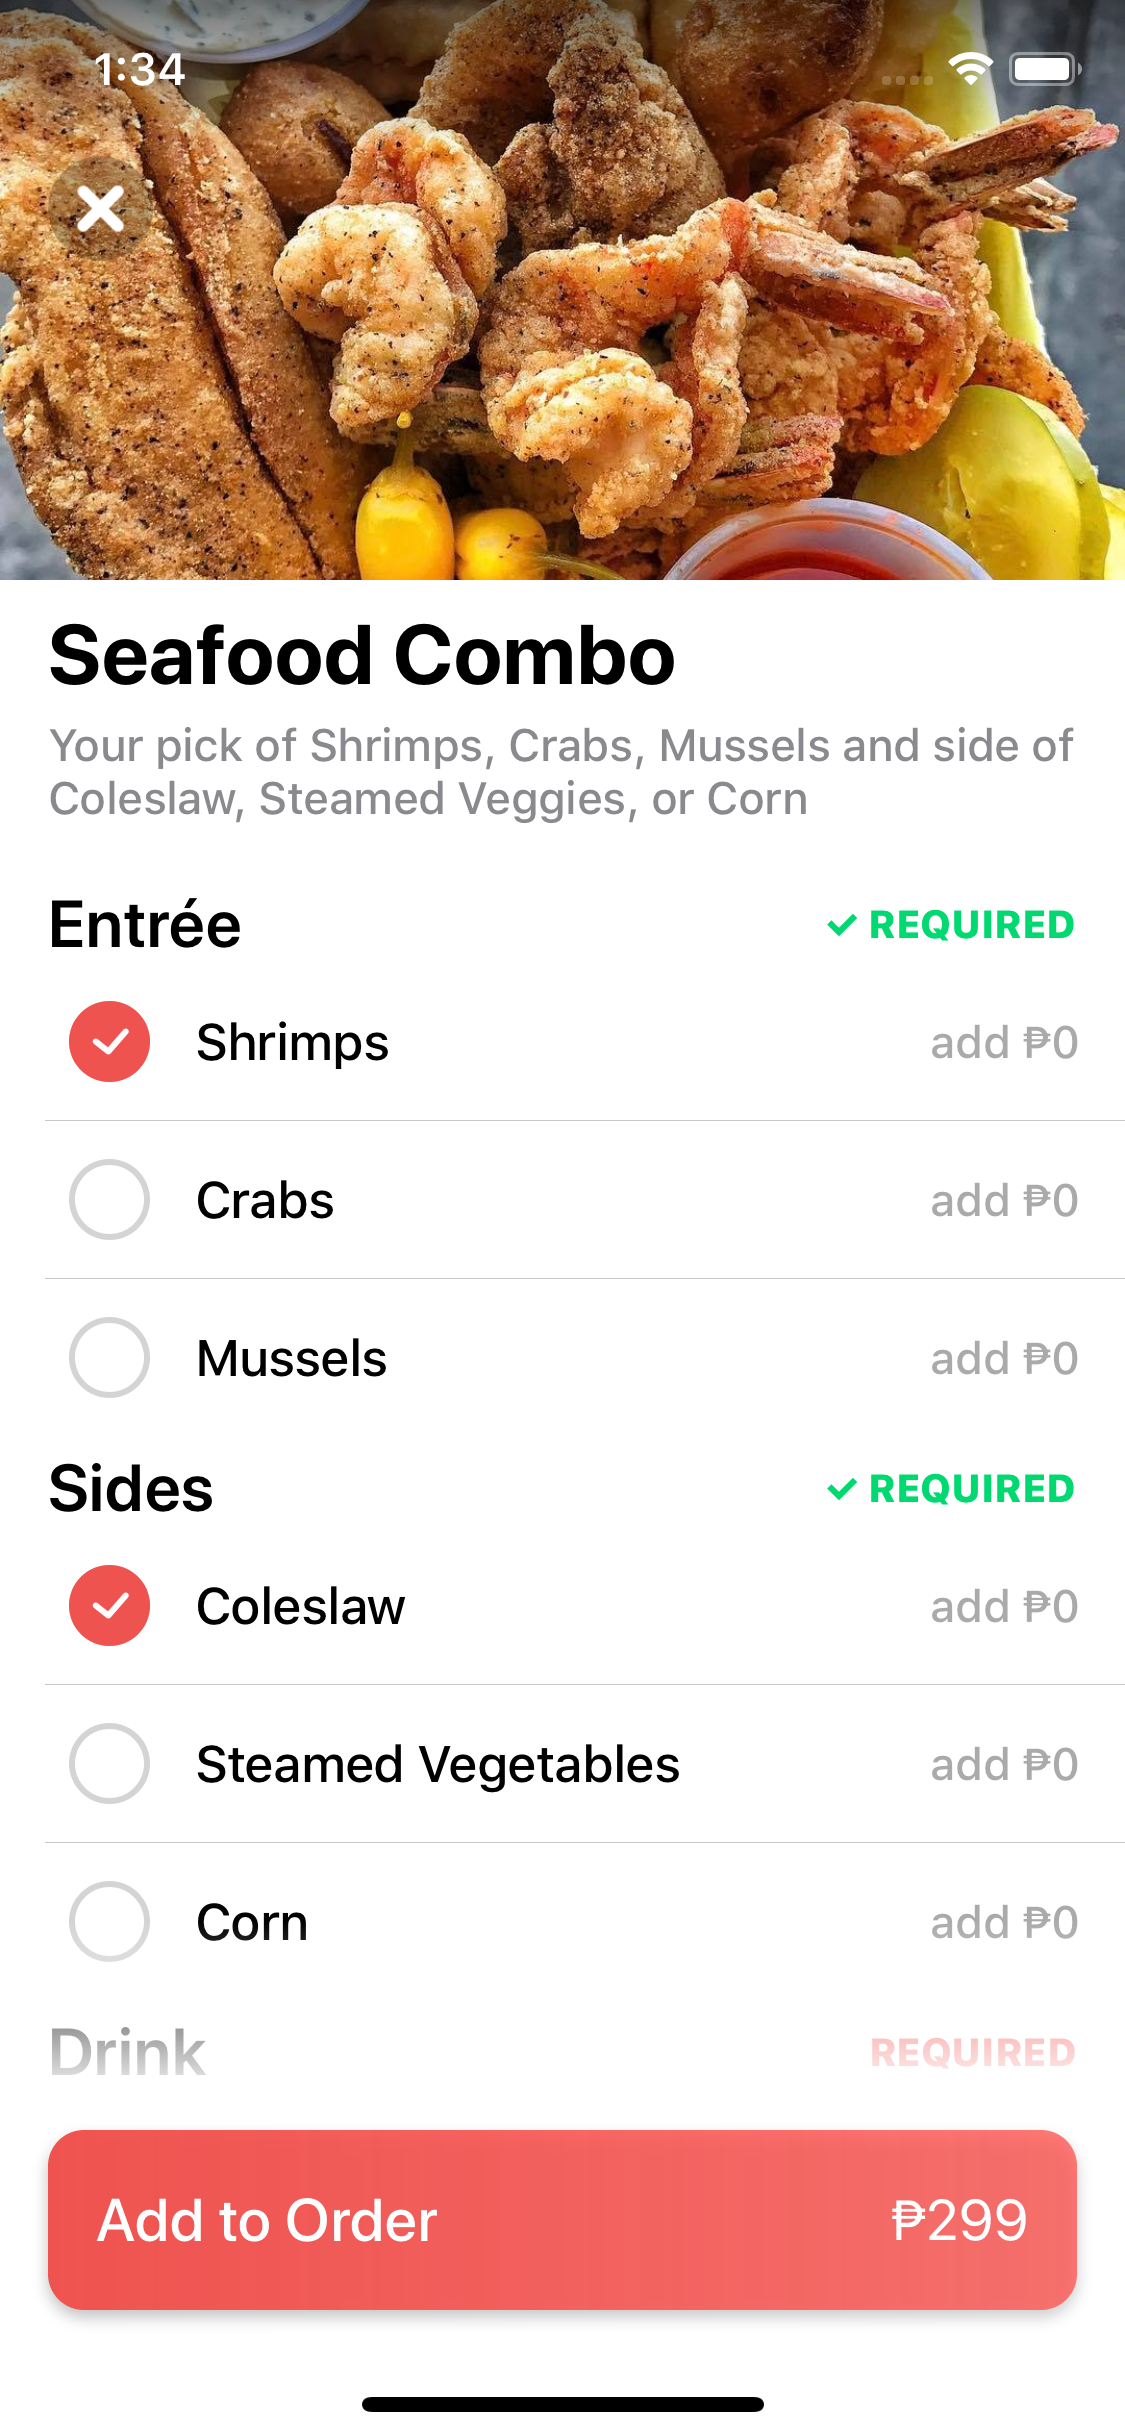 1:34
Seafood Combo
Your pick of Shrimps, Crabs, Mussels and side of
Coleslaw, Steamed Veggies, or Corn
Entrée ✓ REQUIRED
Shrimps add ₱0
Crabs add ₱0
Mussels add ₱0
Sides ✓ REQUIRED
Coleslaw add ₱0
Steamed Vegetables add ₱0
Corn add ₱0
Drink REQUIRED
Add to Order ₱299